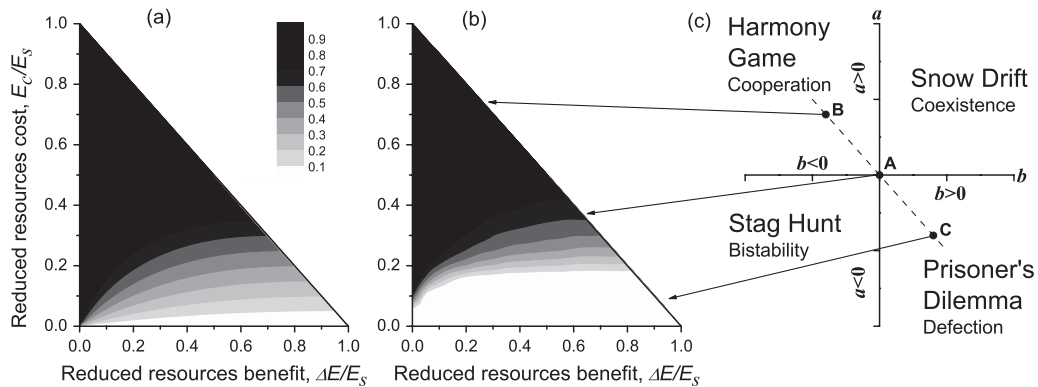 (a)
1.0
0.8
0.6
0.4
0.2
0.0
Reduced resources cost, E_C/E_S
0.9
0.8
0.7
0.6
0.5
0.4
0.3
0.2
0.1
0.0 0.2 0.4 0.6 0.8 1.0
Reduced resources benefit, ΔE/E_S
(b)
1.0
0.8
0.6
0.4
0.2
0.0
0.0 0.2 0.4 0.6 0.8 1.0
Reduced resources benefit, ΔE/E_S
(c)
a
Harmony
Game
Cooperation
a>0
Snow Drift
Coexistence
B
A
b<0
b>0
b
Stag Hunt
Bistability
C
a<0
Prisoner's
Dilemma
Defection